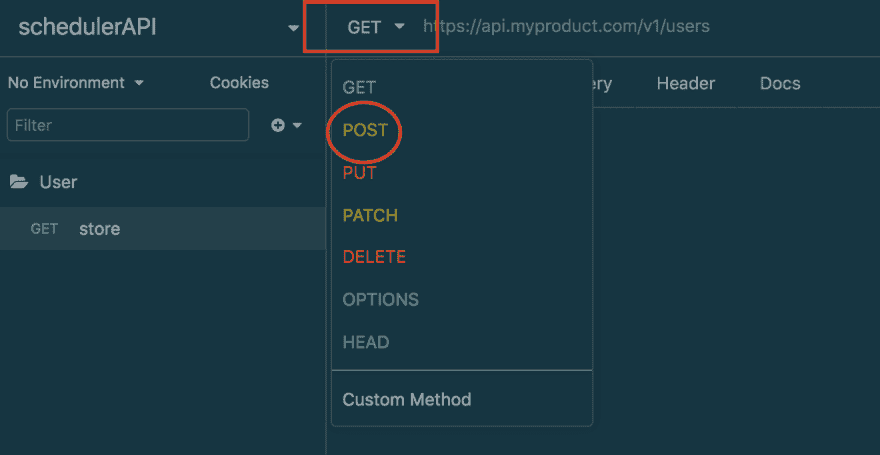 schedulerAPI
GET https://api.myproduct.com/v1/users
No Environment Cookies
ery Header Docs
Filter
User
GET store
GET
POST
PUT
PATCH
DELETE
OPTIONS
HEAD
Custom Method